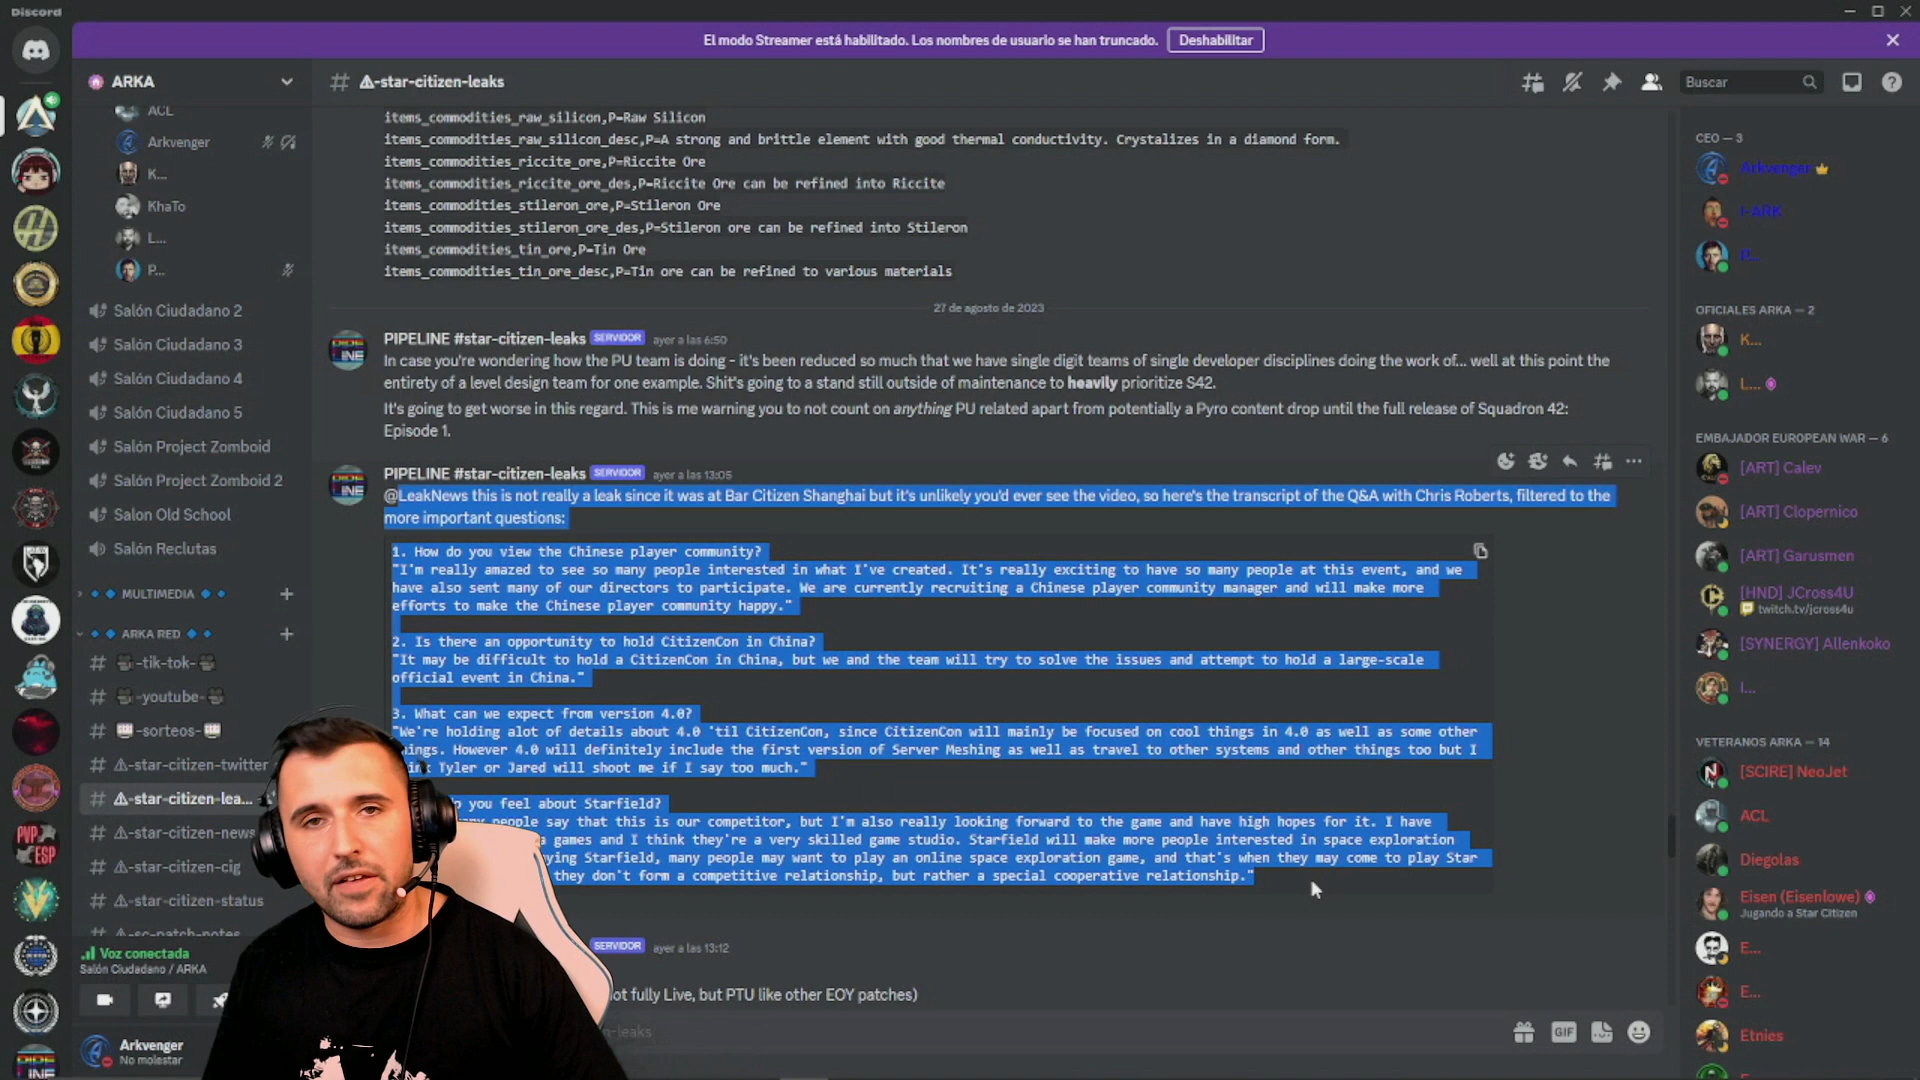 Discord
El modo Streamer está habilitado. Los nombres de usuario se han truncado.
Deshabilitar
ARKA
ACL
Arkvenger
K...
KhaTo
L...
P...
Salón Ciudadano 2
Salón Ciudadano 3
Salón Ciudadano 4
Salón Ciudadano 5
Salón Project Zomboid
Salón Project Zomboid 2
Salon Old School
Salón Reclutas
MULTIMEDIA
ARKA RED
-tik-tok-
-youtube-
-sorteos-
-star-citizen-twitter
-star-citizen-lea...
-star-citizen-news
-star-citizen-cig
-star-citizen-status
-sc-patch-notes
Voz conectada
Salón Ciudadano / ARKA
Arkvenger
No molestar
-star-citizen-leaks
Buscar
items_commodities_raw_silicon,P=Raw Silicon
items_commodities_raw_silicon_desc,P=A strong and brittle element with good thermal conductivity. Crystalizes in a diamond form.
items_commodities_riccite_ore,P=Riccite Ore
items_commodities_riccite_ore_des,P=Riccite Ore can be refined into Riccite
items_commodities_stileron_ore,P=Stileron Ore
items_commodities_stileron_ore_des,P=Stileron ore can be refined into Stileron
items_commodities_tin_ore,P=Tin Ore
items_commodities_tin_ore_desc,P=Tin ore can be refined to various materials
27 de agosto de 2023
PIPELINE #star-citizen-leaks SERVIDOR ayer a las 6:50
In case you're wondering how the PU team is doing - it's been reduced so much that we have single digit teams of single developer disciplines doing the work of... well at this point the
entirety of a level design team for one example. Shit's going to a stand still outside of maintenance to heavily prioritize S42.
It's going to get worse in this regard. This is me warning you to not count on anything PU related apart from potentially a Pyro content drop until the full release of Squadron 42:
Episode 1.
PIPELINE #star-citizen-leaks SERVIDOR ayer a las 13:05
@LeakNews this is not really a leak since it was at Bar Citizen Shanghai but it's unlikely you'd ever see the video, so here's the transcript of the Q&A with Chris Roberts, filtered to the
more important questions:
1. How do you view the Chinese player community?
"I'm really amazed to see so many people interested in what I've created. It's really exciting to have so many people at this event, and we
have also sent many of our directors to participate. We are currently recruiting a Chinese player community manager and will make more
efforts to make the Chinese player community happy."
2. Is there an opportunity to hold CitizenCon in China?
"It may be difficult to hold a CitizenCon in China, but we and the team will try to solve the issues and attempt to hold a large-scale
official event in China."
3. What can we expect from version 4.0?
"We're holding alot of details about 4.0 'til CitizenCon, since CitizenCon will mainly be focused on cool things in 4.0 as well as some other
things. However 4.0 will definitely include the first version of Server Meshing as well as travel to other systems and other things too but I
Tyler or Jared will shoot me if I say too much."
you feel about Starfield?
people say that this is our competitor, but I'm also really looking forward to the game and have high hopes for it. I have
games and I think they're a very skilled game studio. Starfield will make more people interested in space exploration
Starfield, many people may want to play an online space exploration game, and that's when they may come to play Star
they don't form a competitive relationship, but rather a special cooperative relationship."
SERVIDOR ayer a las 13:12
fully Live, but PTU like other EOY patches)
-leaks
GIF
CEO — 3
Arkvenger
I-ARK
P...
OFICIALES ARKA — 2
K...
L...
EMBAJADOR EUROPEAN WAR — 6
[ART] Calev
[ART] Clopernico
[ART] Garusmen
[HND] JCross4U
twitch.tv/jcross4u
[SYNERGY] Allenkoko
I...
VETERANOS ARKA — 14
[SCIRE] NeoJet
ACL
Diegolas
Eisen (Eisenlowe)
Jugando a Star Citizen
E...
E...
Etnies